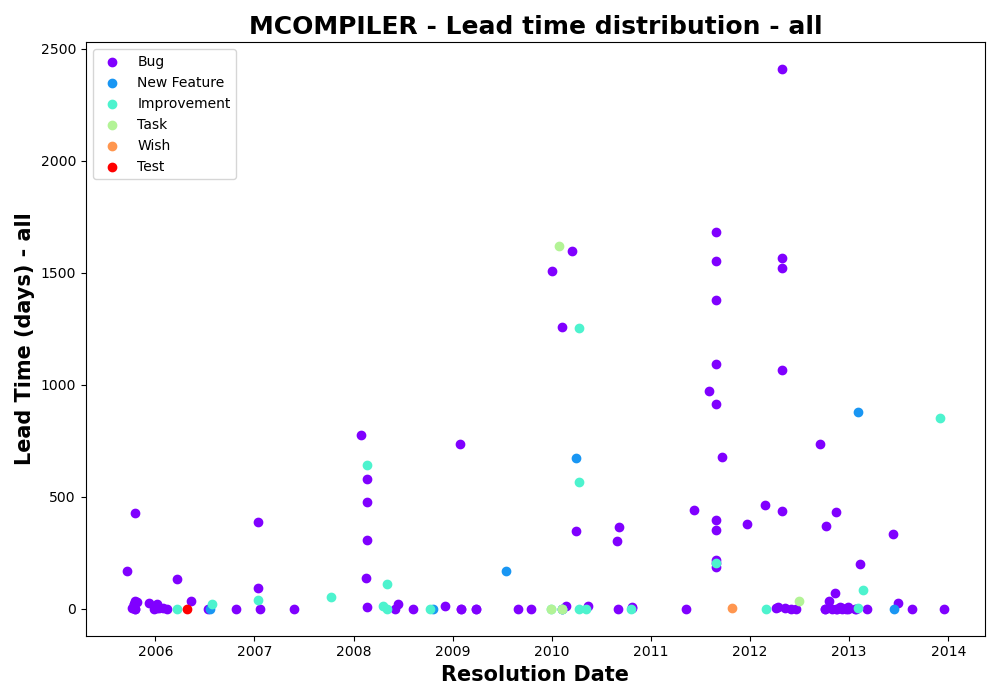 MCOMPILER - Lead time distribution - all
Lead Time (days) - all
2500
2000
1500
1000
500
0
Bug
New Feature
Improvement
Task
Wish
Test
2006 2007 2008 2009 2010 2011 2012 2013 2014
Resolution Date